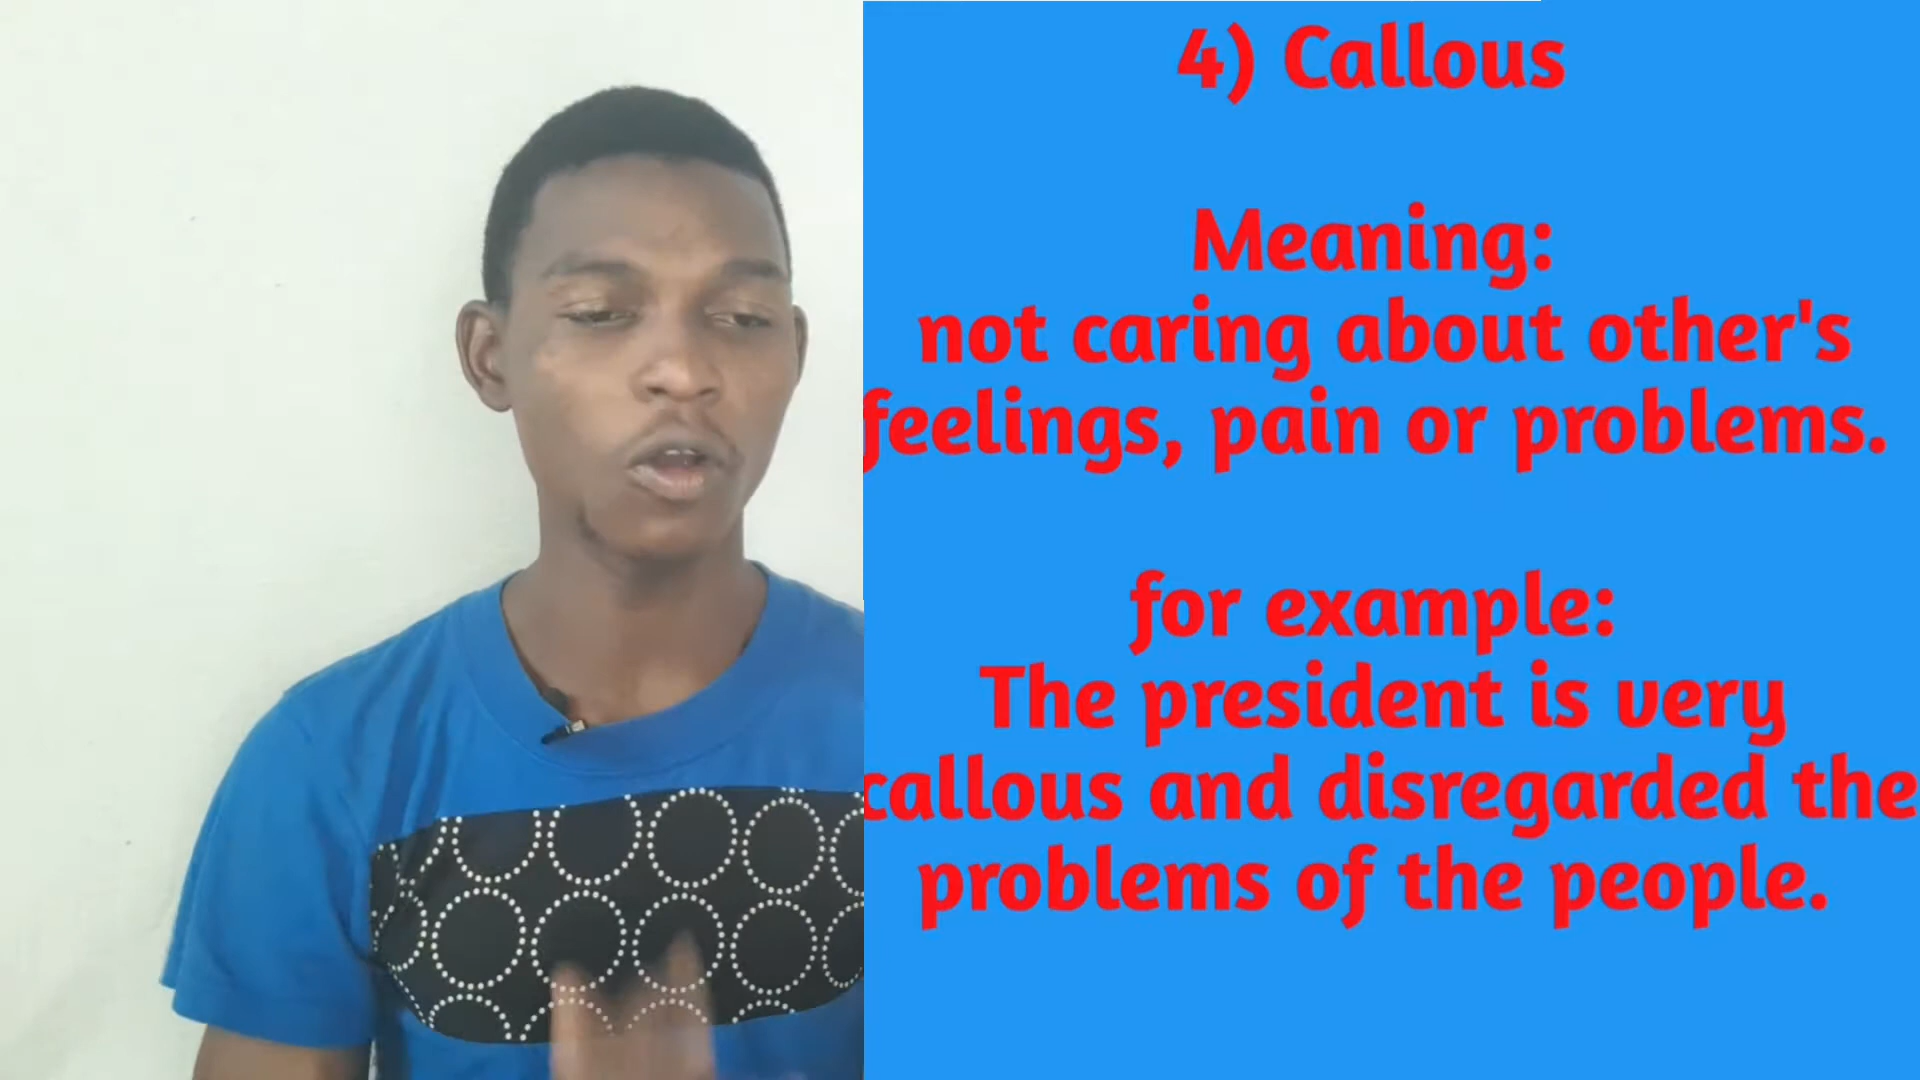 4) Callous
Meaning:
not caring about other's
feelings, pain or problems.
for example:
The president is very
callous and disregarded the
problems of the people.